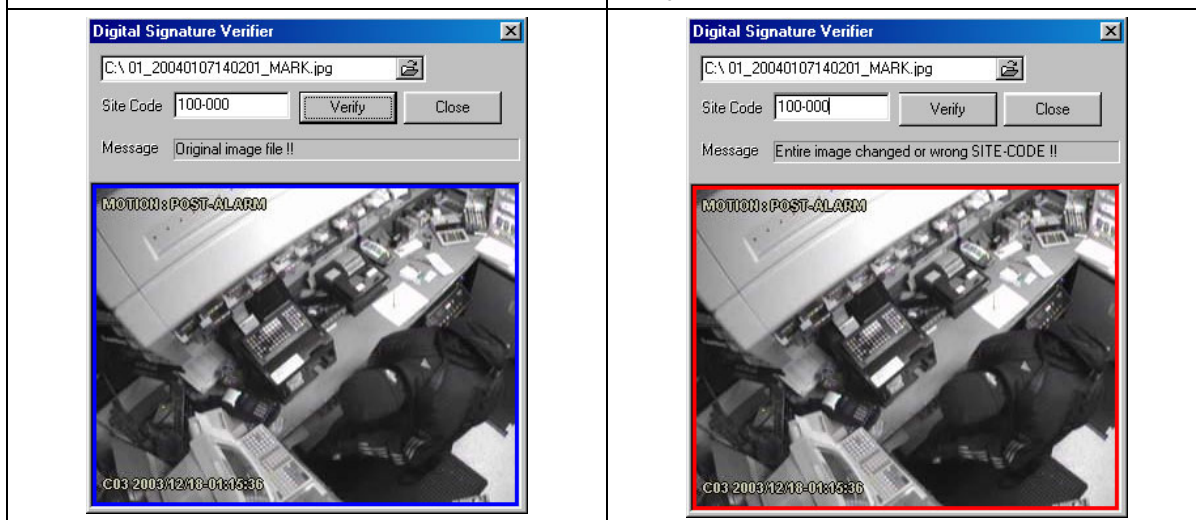 Digital Signature Verifier
C:\ 01_20040107140201_MARK.jpg
Site Code 100-000 Verify Close
Message Original image file !!
MOTION:POST-ALARM
C03 2003/12/18-01:15:36
Digital Signature Verifier
C:\ 01_20040107140201_MARK.jpg
Site Code 100-000 Verify Close
Message Entire image changed or wrong SITE-CODE !!
MOTION:POST-ALARM
C03 2003/12/18-01:15:36